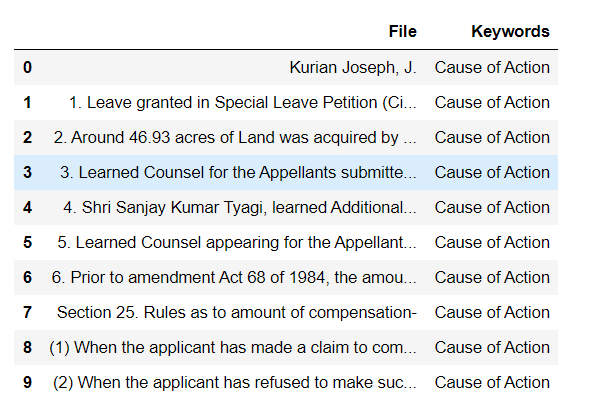 File Keywords
0 Kurian Joseph, J. Cause of Action
1 1. Leave granted in Special Leave Petition (Ci... Cause of Action
2 2. Around 46.93 acres of Land was acquired by ... Cause of Action
3 3. Learned Counsel for the Appellants submitte... Cause of Action
4 4. Shri Sanjay Kumar Tyagi, learned Additional... Cause of Action
5 5. Learned Counsel appearing for the Appellant... Cause of Action
6 6. Prior to amendment Act 68 of 1984, the amou... Cause of Action
7 Section 25. Rules as to amount of compensation- Cause of Action
8 (1) When the applicant has made a claim to com... Cause of Action
9 (2) When the applicant has refused to make suc... Cause of Action